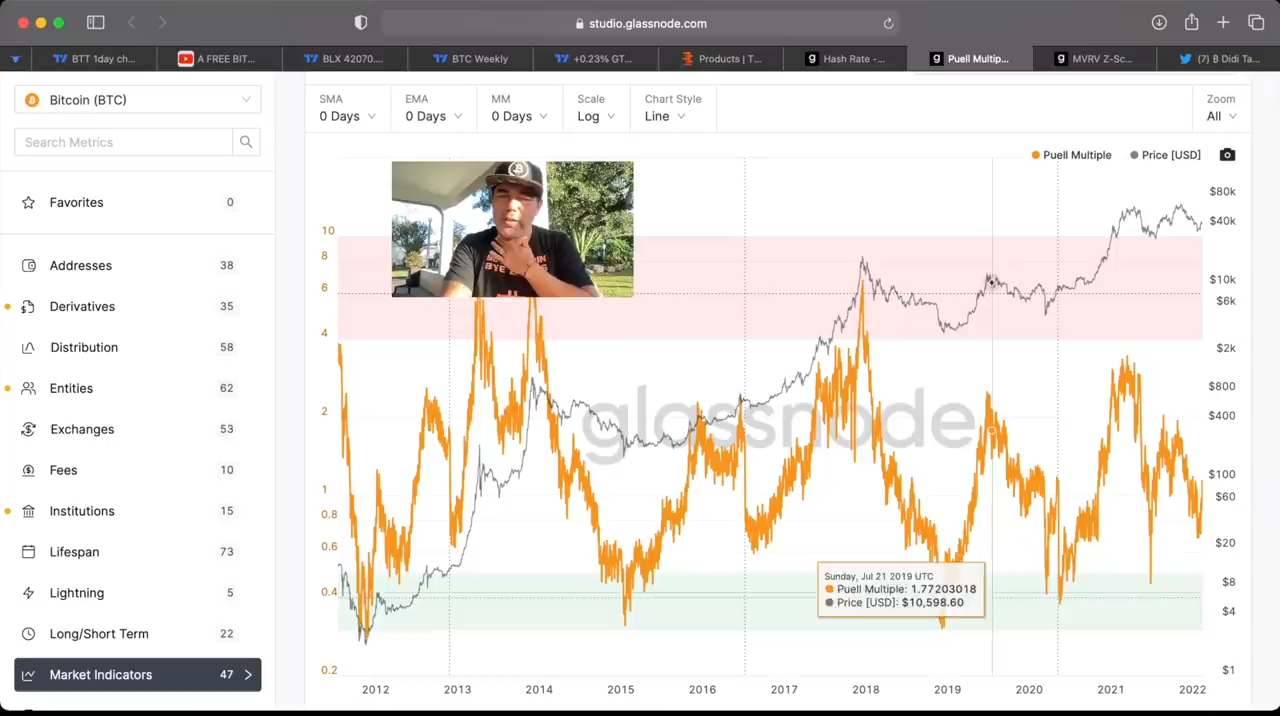 studio.glassnode.com
BTT 1day ch...
A FREE BIT...
BLX 42070....
BTC Weekly
+0.23% GT...
Products | T...
Hash Rate -...
Puell Multip...
MVRV Z-Sc...
(7) ₿ Didi Ta...
Bitcoin (BTC)
Search Metrics
Favorites 0
Addresses 38
Derivatives 35
Distribution 58
Entities 62
Exchanges 53
Fees 10
Institutions 15
Lifespan 73
Lightning 5
Long/Short Term 22
Market Indicators 47
SMA
0 Days
EMA
0 Days
MM
0 Days
Scale
Log
Chart Style
Line
Zoom
All
Puell Multiple
Price [USD]
10
8
6
4
2
1
0.8
0.6
0.4
0.2
$80k
$40k
$10k
$6k
$2k
$800
$400
$100
$60
$20
$8
$4
$1
glassnode
BYE
Sunday, Jul 21 2019 UTC
Puell Multiple: 1.77203018
Price [USD]: $10,598.60
2012 2013 2014 2015 2016 2017 2018 2019 2020 2021 2022